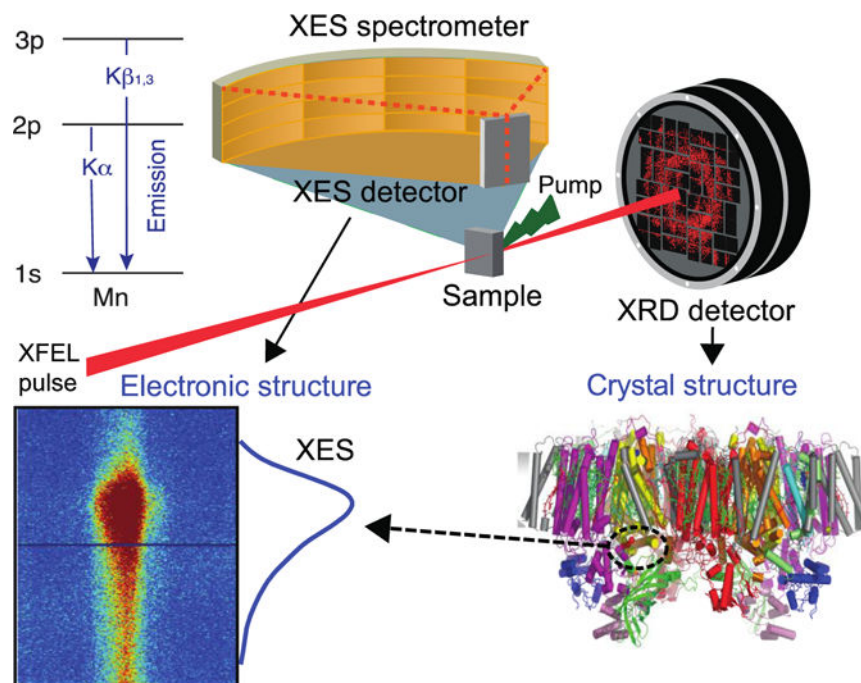 3p
Kβ1,3
2p
Kα
Emission
1s
Mn
XES spectrometer
XES detector
Pump
Sample
XRD detector
XFEL
pulse
Electronic structure
Crystal structure
XES